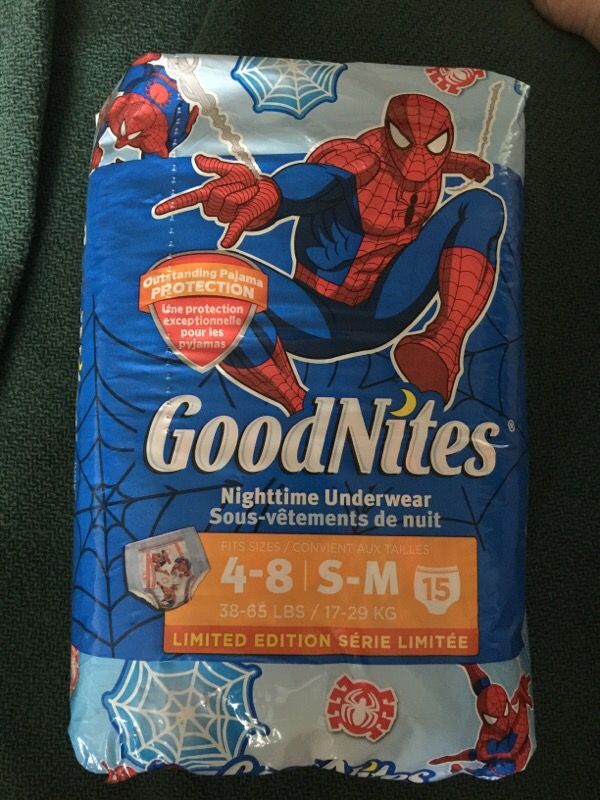 Outstanding Pajama
PROTECTION
Une protection
exceptionnelle
pour les
pyjamas
GoodNites®
Nighttime Underwear
Sous-vêtements de nuit
FITS SIZES / CONVIENT AUX TAILLES
4-8 | S-M 15
38-65 LBS / 17-29 KG
LIMITED EDITION SÉRIE LIMITÉE
GoodNites